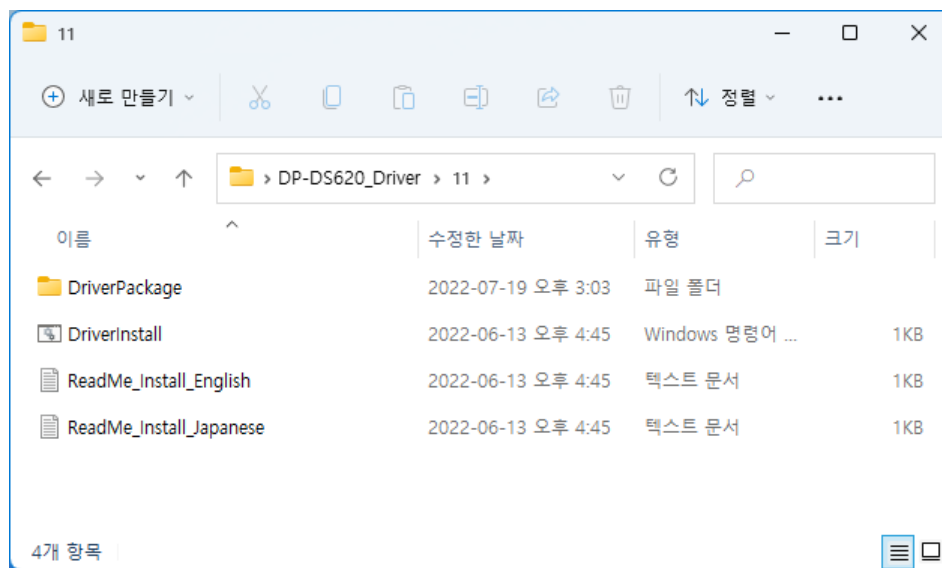 11
새로 만들기
정렬
DP-DS620_Driver > 11 >
이름 수정한 날짜 유형 크기
DriverPackage 2022-07-19 오후 3:03 파일 폴더
DriverInstall 2022-06-13 오후 4:45 Windows 명령어 ... 1KB
ReadMe_Install_English 2022-06-13 오후 4:45 텍스트 문서 1KB
ReadMe_Install_Japanese 2022-06-13 오후 4:45 텍스트 문서 1KB
4개 항목